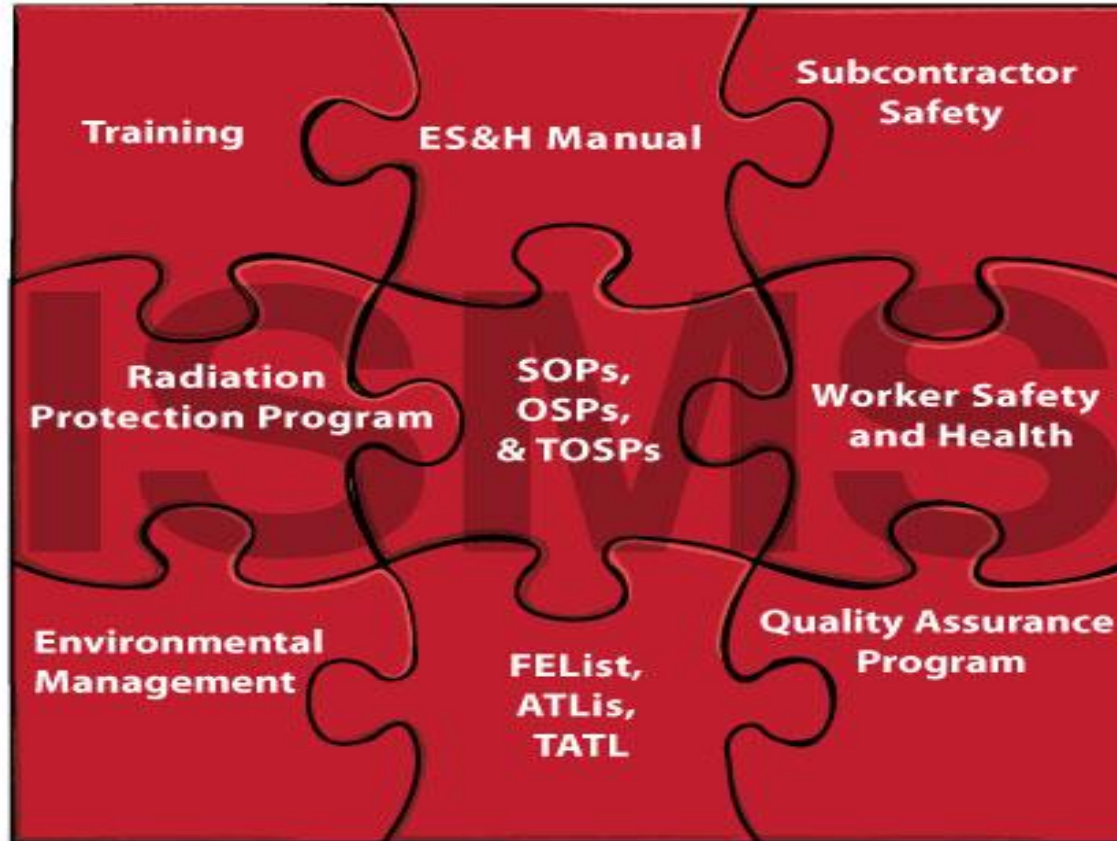 Training
ES&H Manual
Subcontractor
Safety
ISMS
Radiation
Protection Program
SOPs,
OSPs,
& TOSPs
Worker Safety
and Health
Environmental
Management
FEList,
ATLis,
TATL
Quality Assurance
Program